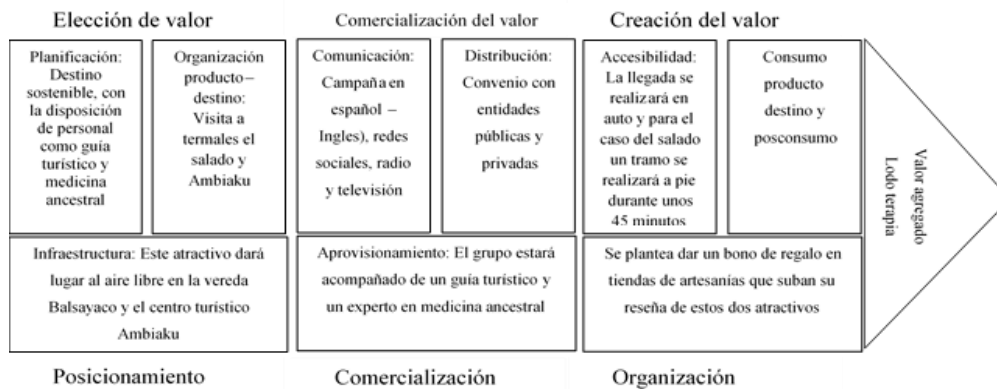 Elección de valor
Comercialización del valor
Creación del valor
Planificación:
Destino
sostenible, con
la disposición
de personal
como guía
turístico y
medicina
ancestral
Organización
producto–
destino:
Visita a
termales el
salado y
Ambiaku
Comunicación:
Campaña en
español –
Ingles), redes
sociales, radio
y televisión
Distribución:
Convenio con
entidades
públicas y
privadas
Accesibilidad:
La llegada se
realizará en
auto y para el
caso del salado
un tramo se
realizará a pie
durante unos
45 minutos
Consumo
producto
destino y
posconsumo
Valor agregado
Lodo terapia
Infraestructura: Este atractivo dará
lugar al aire libre en la vereda
Balsayaco y el centro turístico
Ambiaku
Aprovisionamiento: El grupo estará
acompañado de un guía turístico y
un experto en medicina ancestral
Se plantea dar un bono de regalo en
tiendas de artesanías que suban su
reseña de estos dos atractivos
Posicionamiento
Comercialización
Organización